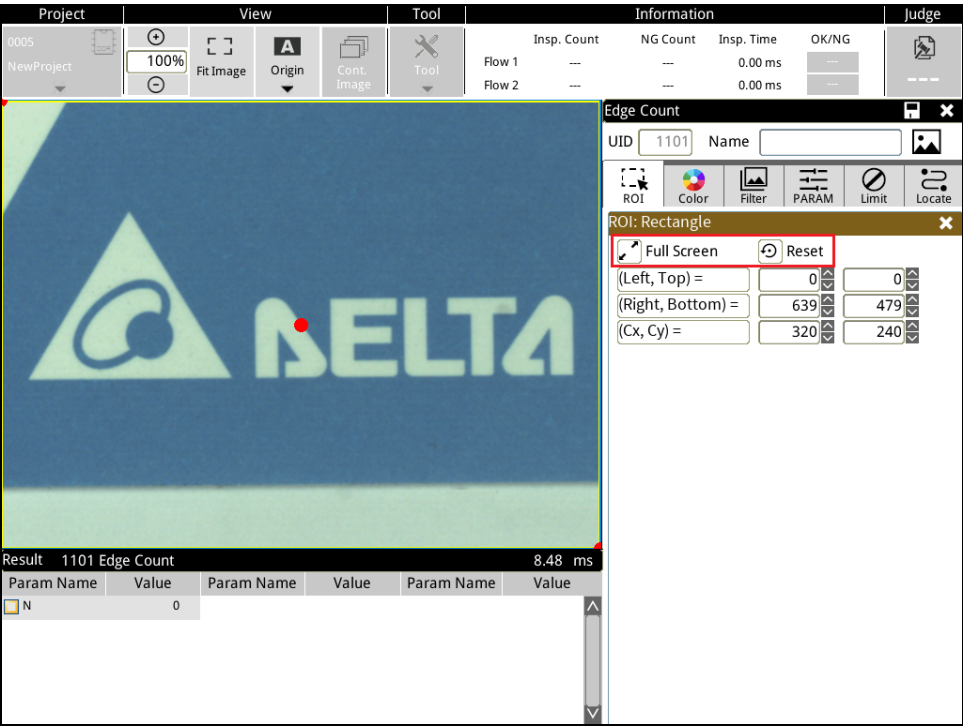 Project View Tool Information Judge
0005
NewProject
100%
Fit Image
A
Origin
Cont.
Image
Tool
Insp. Count NG Count Insp. Time OK/NG
Flow 1 --- --- 0.00 ms ---
Flow 2 --- --- 0.00 ms ---
---
Edge Count
UID 1101 Name
ROI Color Filter PARAM Limit Locate
ROI: Rectangle
Full Screen Reset
(Left, Top) = 0 0
(Right, Bottom) = 639 479
(Cx, Cy) = 320 240
DELTA
Result 1101 Edge Count 8.48 ms
Param Name Value Param Name Value Param Name Value
N 0